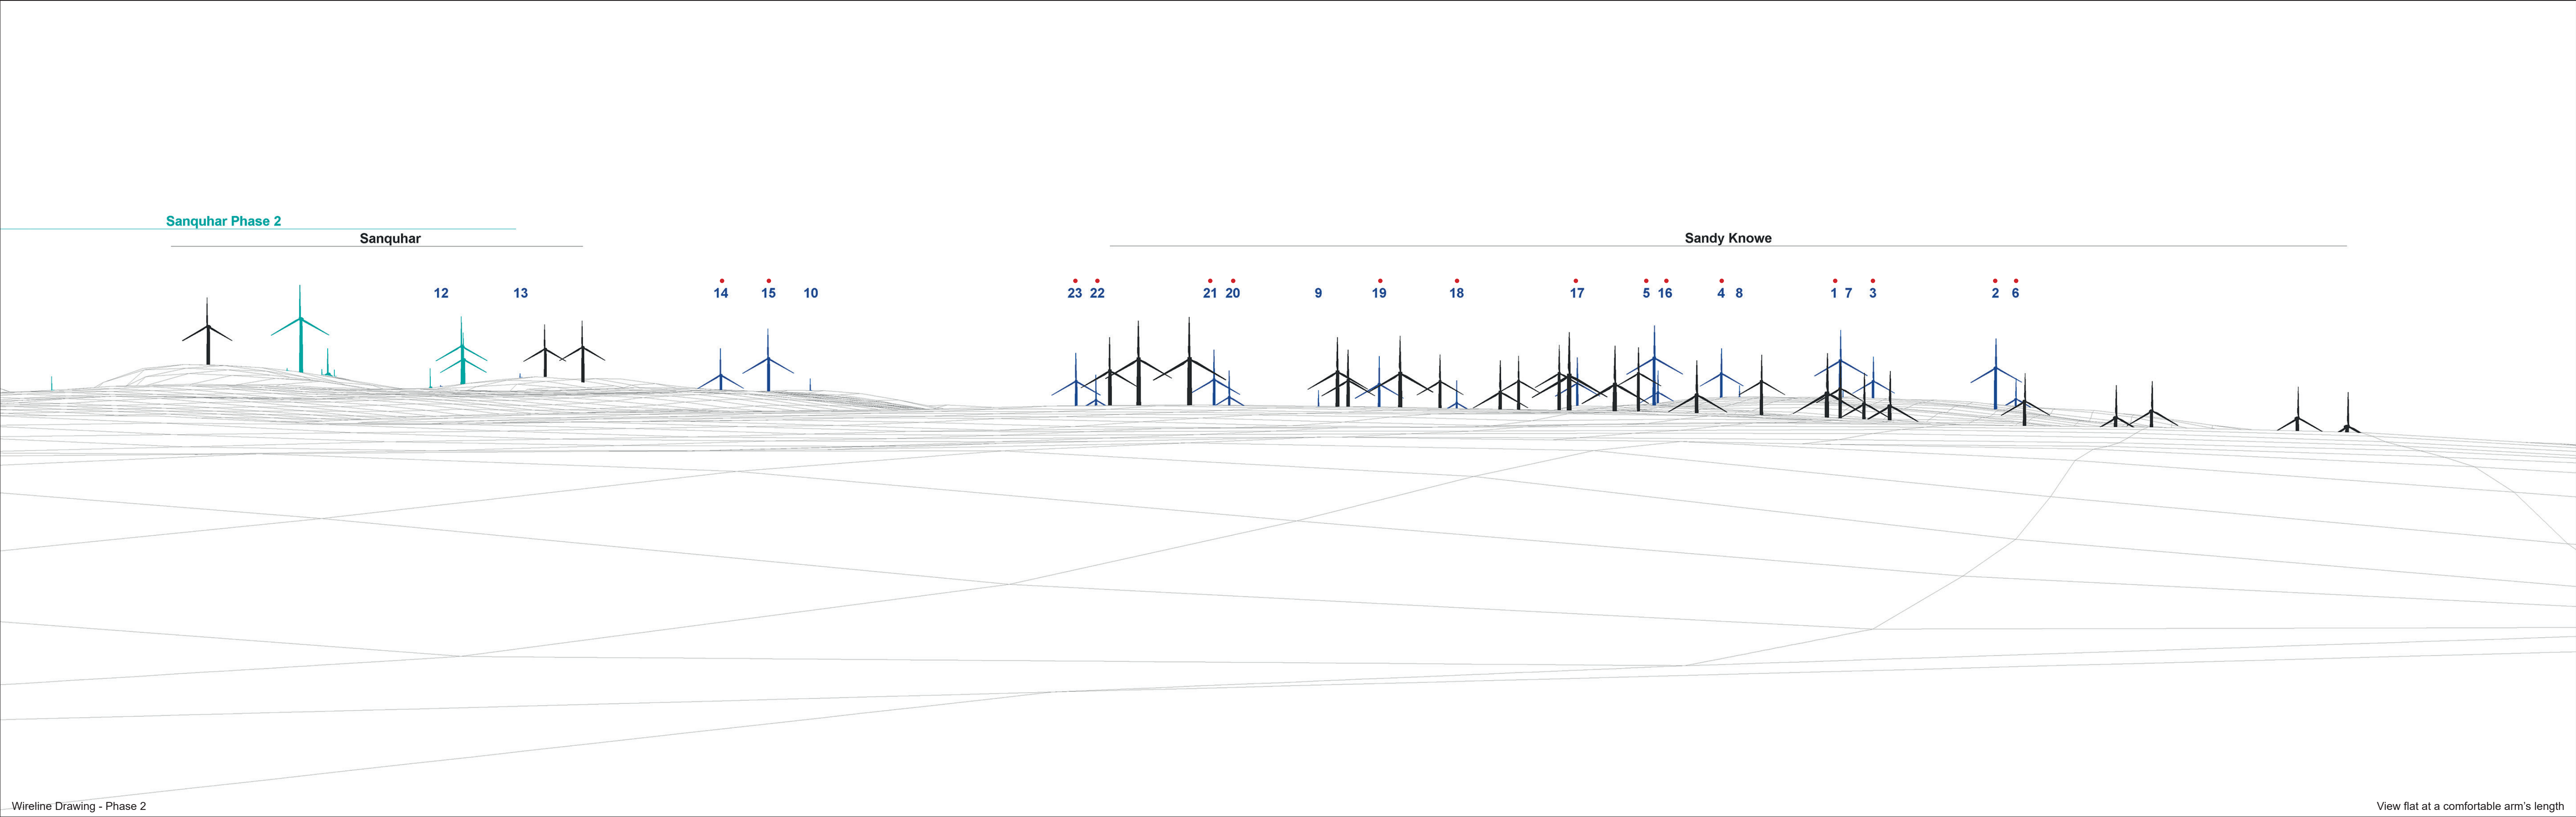 Sanquhar Phase 2
Sanquhar
Sandy Knowe
12 13 14 15 10 23 22 21 20 9 19 18 17 5 16 4 8 1 7 3 2 6
Wireline Drawing - Phase 2
View flat at a comfortable arm's length